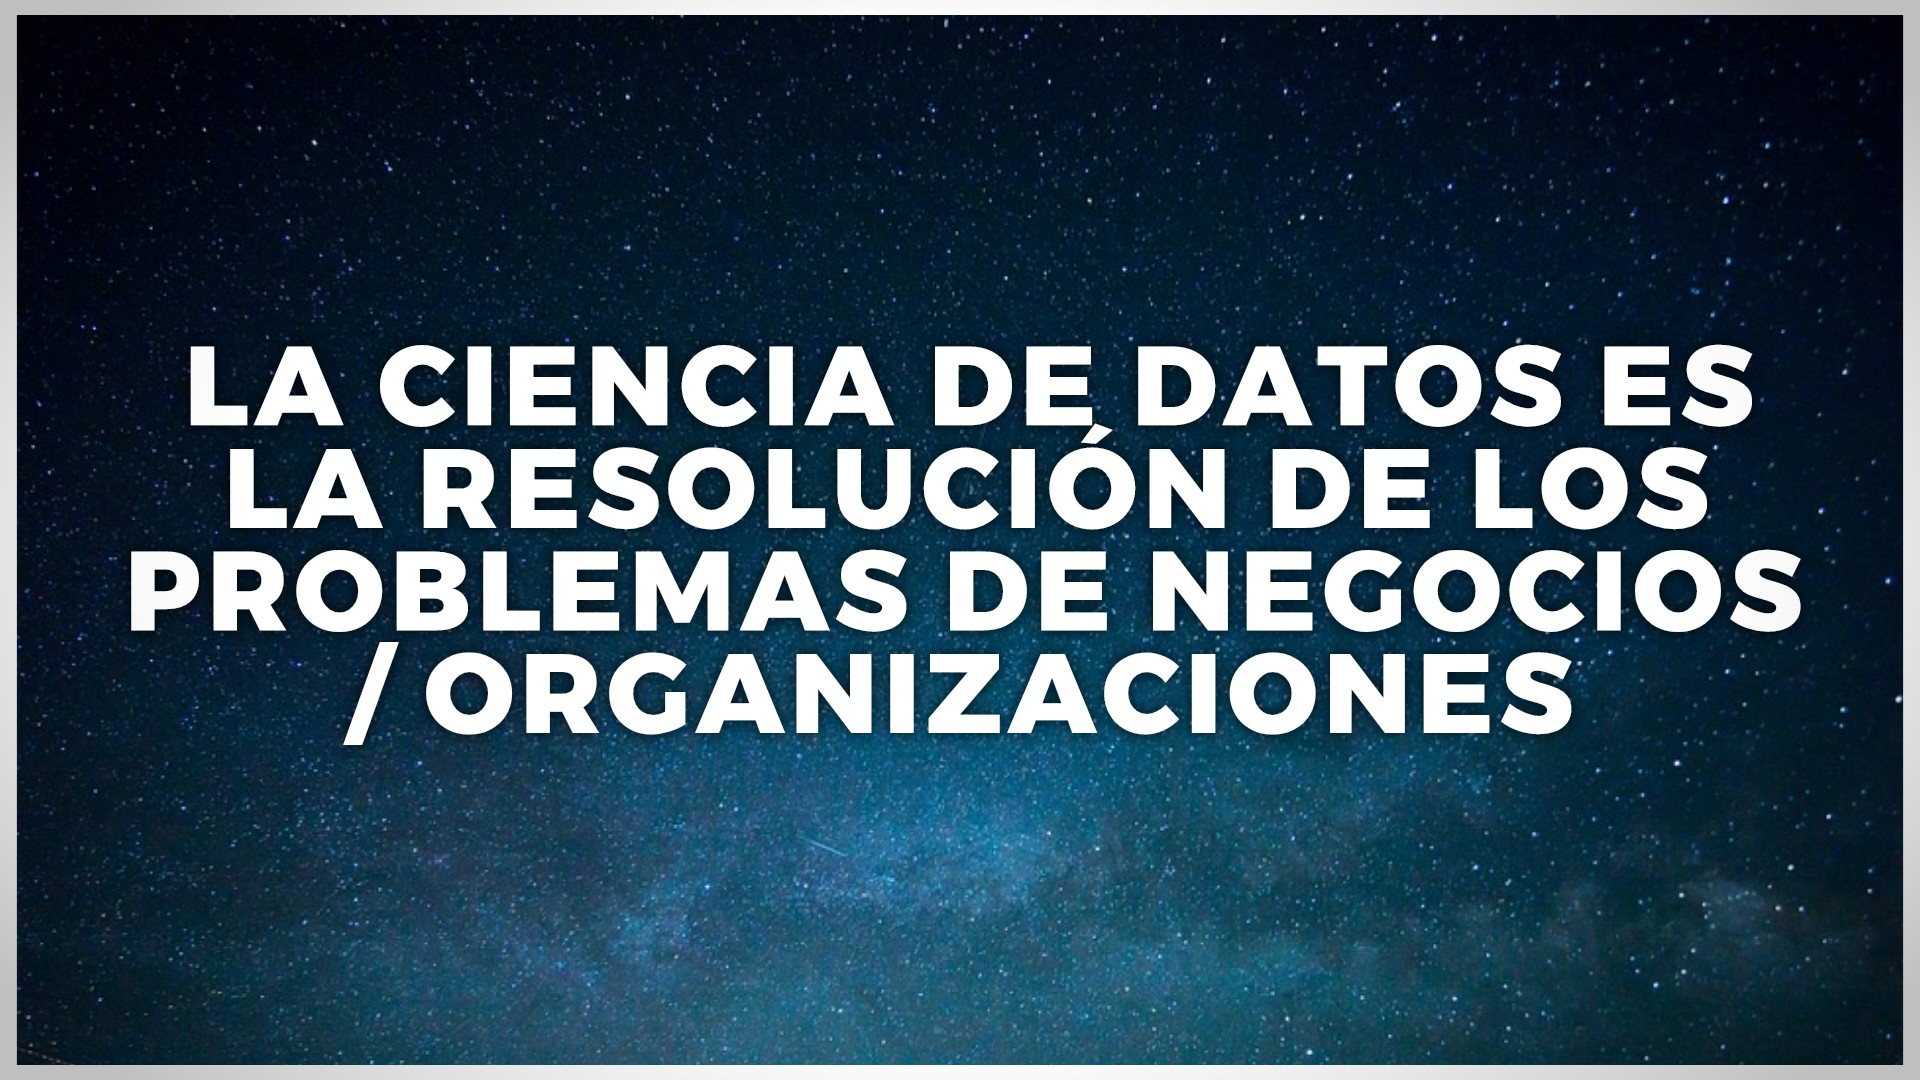 LA CIENCIA DE DATOS ES
LA RESOLUCIÓN DE LOS
PROBLEMAS DE NEGOCIOS
/ ORGANIZACIONES